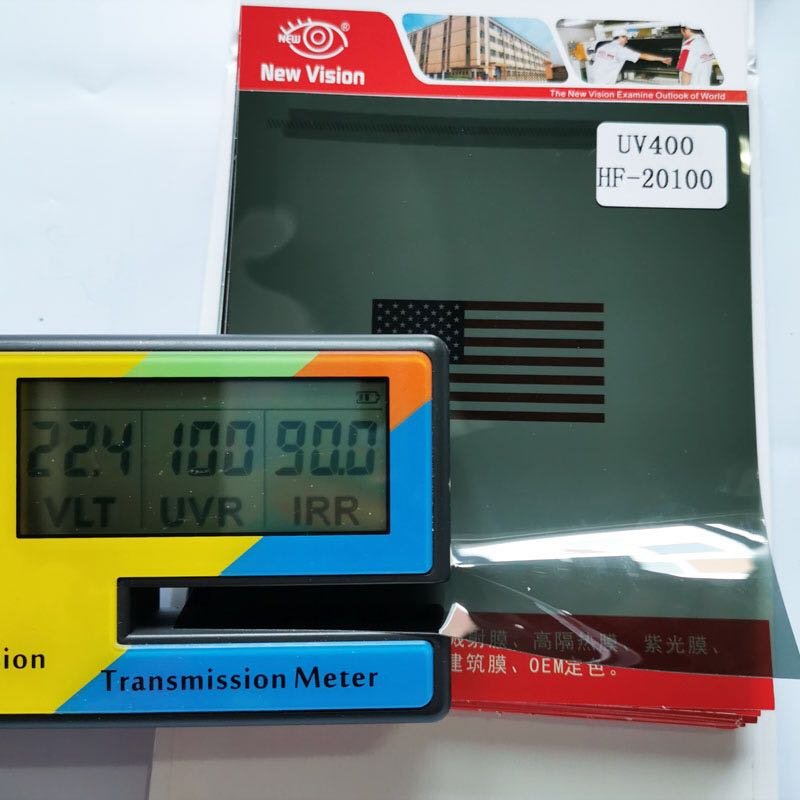 NEW
New Vision
The New Vision Examine Outlook of World
UV400
HF-20100
22.4 100 90.0
VLT UVR IRR
ion
Transmission Meter
射膜、高隔热膜、紫光膜、
建筑膜、OEM定色。